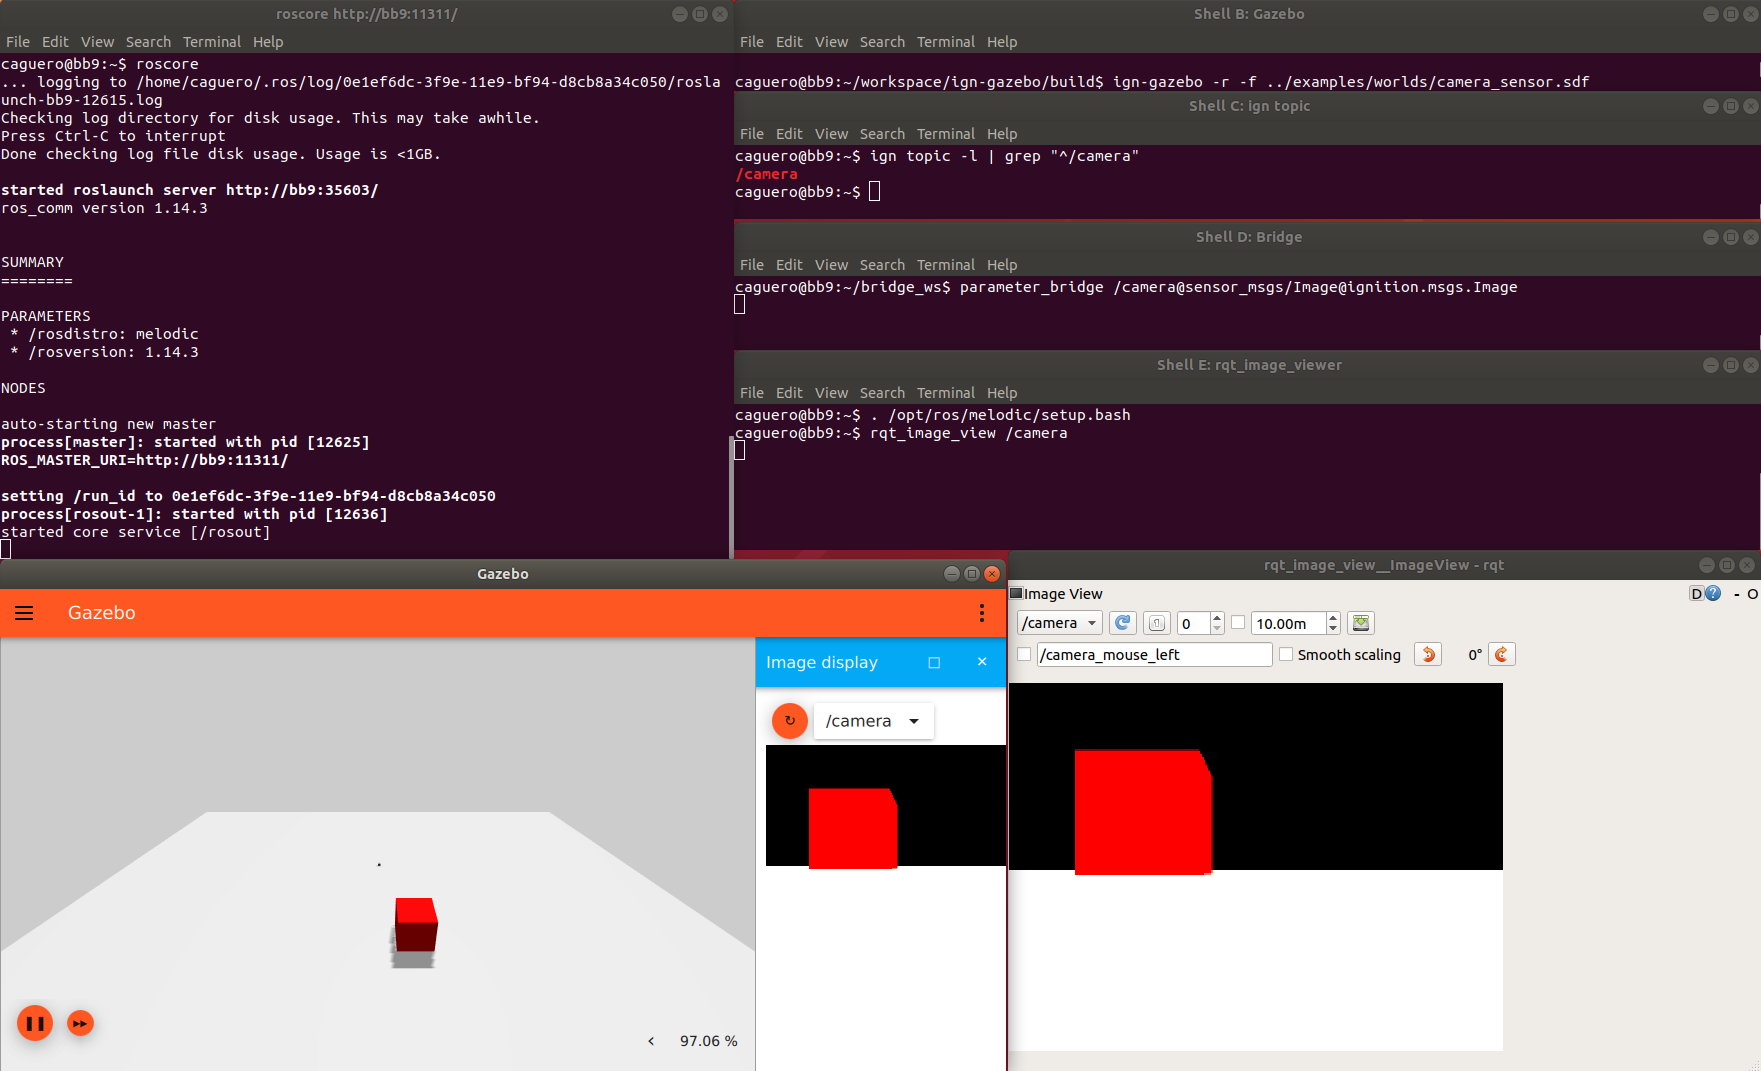 roscore http://bb9:11311/
File Edit View Search Terminal Help
caguero@bb9:~$ roscore
... logging to /home/caguero/.ros/log/0e1ef6dc-3f9e-11e9-bf94-d8cb8a34c050/rosla
unch-bb9-12615.log
Checking log directory for disk usage. This may take awhile.
Press Ctrl-C to interrupt
Done checking log file disk usage. Usage is <1GB.
started roslaunch server http://bb9:35603/
ros_comm version 1.14.3
SUMMARY
========
PARAMETERS
* /rosdistro: melodic
* /rosversion: 1.14.3
NODES
auto-starting new master
process[master]: started with pid [12625]
ROS_MASTER_URI=http://bb9:11311/
setting /run_id to 0e1ef6dc-3f9e-11e9-bf94-d8cb8a34c050
process[rosout-1]: started with pid [12636]
started core service [/rosout]
Shell B: Gazebo
File Edit View Search Terminal Help
caguero@bb9:~/workspace/ign-gazebo/build$ ign-gazebo -r -f ../examples/worlds/camera_sensor.sdf
Shell C: ign topic
File Edit View Search Terminal Help
caguero@bb9:~$ ign topic -l | grep "^/camera"
/camera
caguero@bb9:~$
Shell D: Bridge
File Edit View Search Terminal Help
caguero@bb9:~/bridge_ws$ parameter_bridge /camera@sensor_msgs/Image@ignition.msgs.Image
Shell E: rqt_image_viewer
File Edit View Search Terminal Help
caguero@bb9:~$ . /opt/ros/melodic/setup.bash
caguero@bb9:~$ rqt_image_view /camera
Gazebo
Gazebo
Image display
/camera
97.06 %
rqt_image_view__ImageView - rqt
Image View
D ? - O
/camera 0 10.00m
/camera_mouse_left Smooth scaling 0°